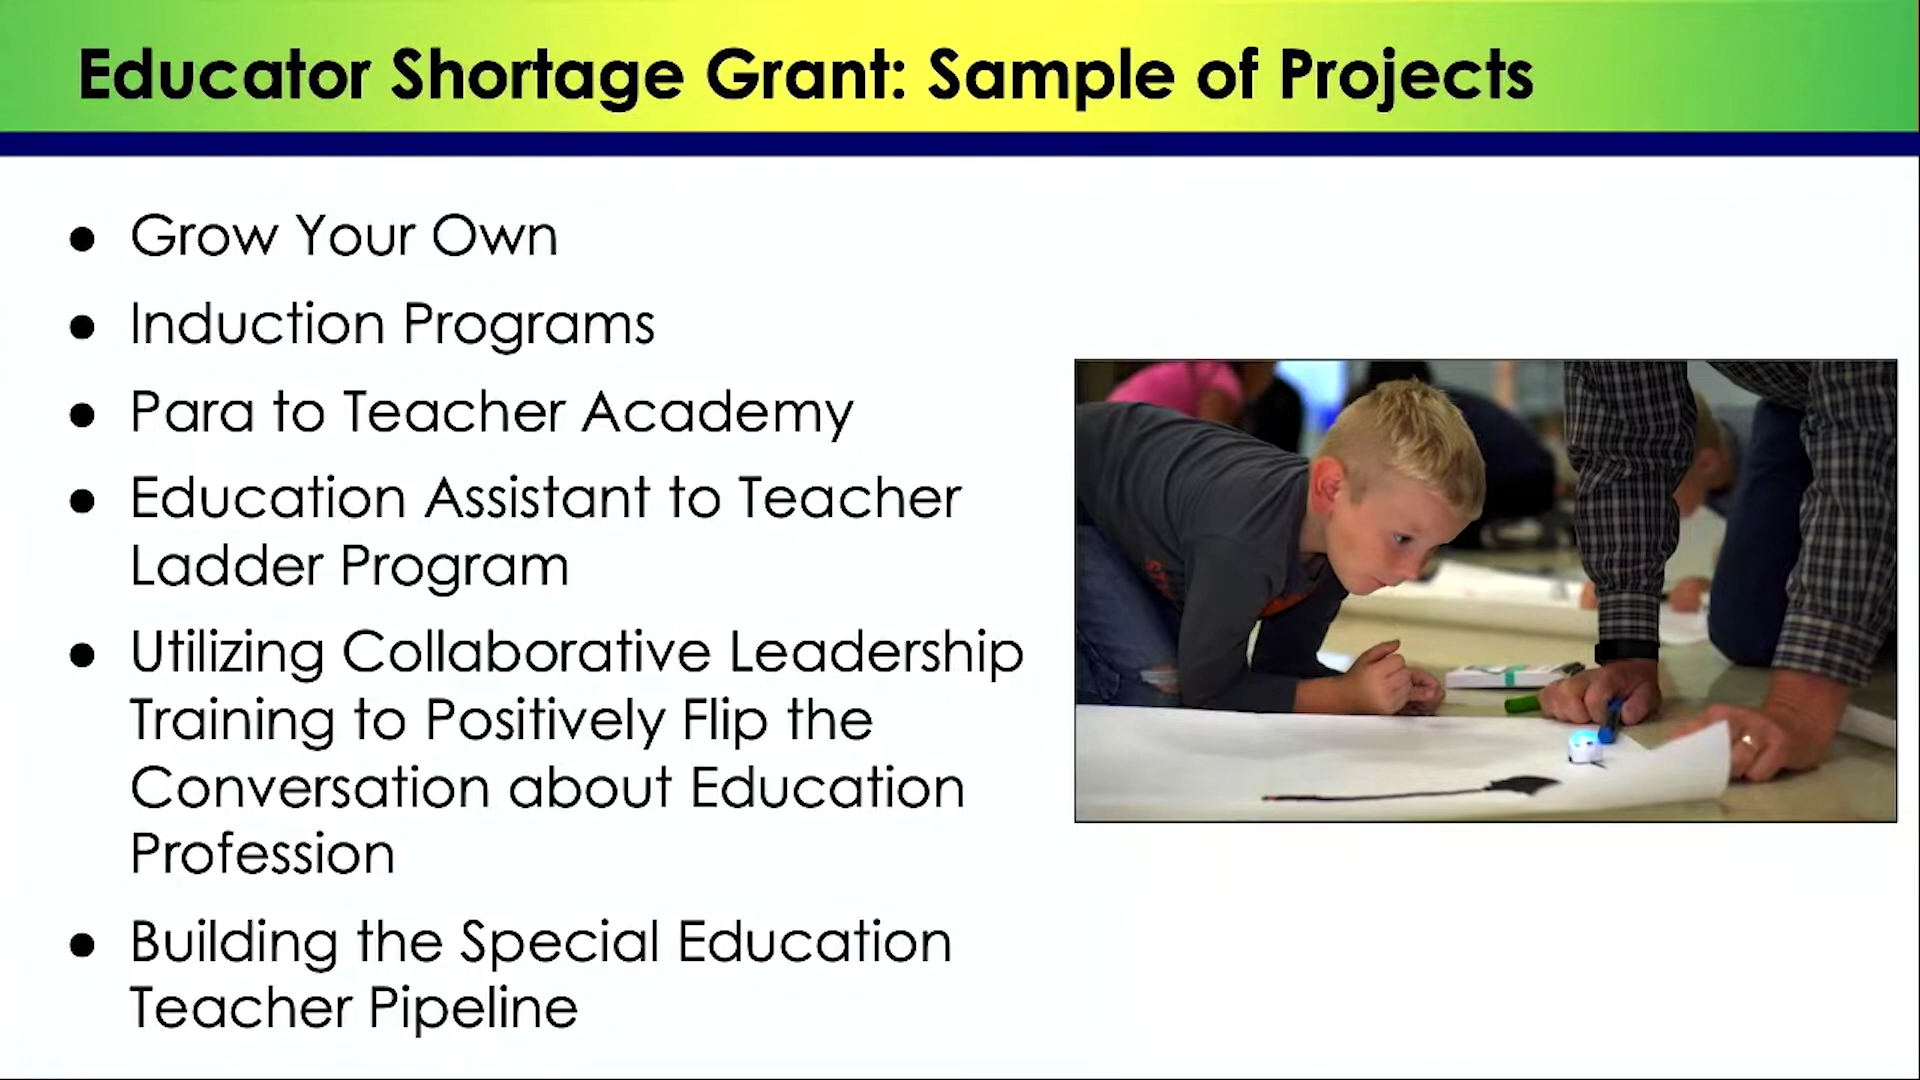 Educator Shortage Grant: Sample of Projects
● Grow Your Own
● Induction Programs
● Para to Teacher Academy
● Education Assistant to Teacher
Ladder Program
● Utilizing Collaborative Leadership
Training to Positively Flip the
Conversation about Education
Profession
● Building the Special Education
Teacher Pipeline